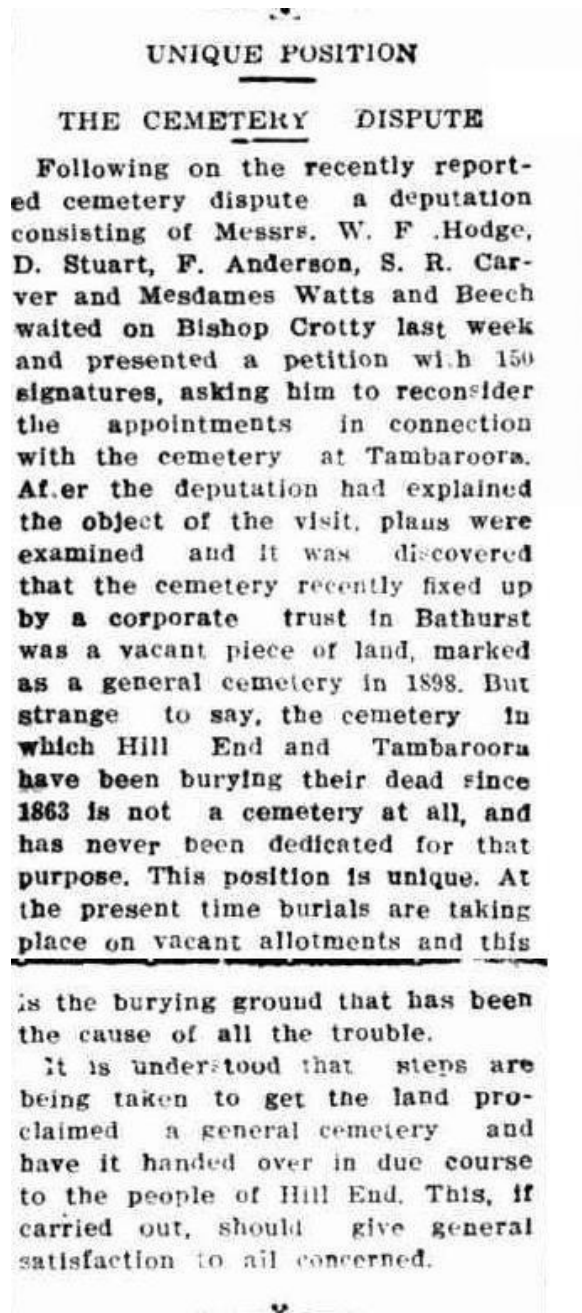 UNIQUE POSITION
THE CEMETERY DISPUTE
Following on the recently report-
ed cemetery dispute a deputation
consisting of Messrs. W. F .Hodge,
D. Stuart, F. Anderson, S. R. Car-
ver and Mesdames Watts and Beech
waited on Bishop Crotty last week
and presented a petition wi.h 150
signatures, asking him to reconsider
the appointments in connection
with the cemetery at Tambaroora.
Af.er the deputation had explained
the object of the visit, plans were
examined and it was discovered
that the cemetery recently fixed up
by a corporate trust in Bathurst
was a vacant piece of land, marked
as a general cemetery in 1898. But
strange to say, the cemetery in
which Hill End and Tambaroora
have been burying their dead since
1863 is not a cemetery at all, and
has never been dedicated for that
purpose. This position is unique. At
the present time burials are taking
place on vacant allotments and this
is the burying ground that has been
the cause of all the trouble.
It is understood that steps are
being taken to get the land pro-
claimed a general cemetery and
have it handed over in due course
to the people of Hill End. This, if
carried out, should give general
satisfaction to all concerned.